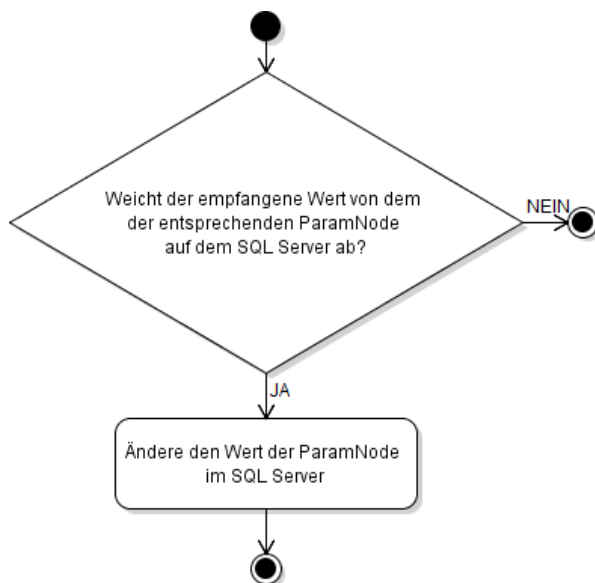 Weicht der empfangene Wert von dem
der entsprechenden ParamNode
auf dem SQL Server ab?
NEIN
JA
Ändere den Wert der ParamNode
im SQL Server